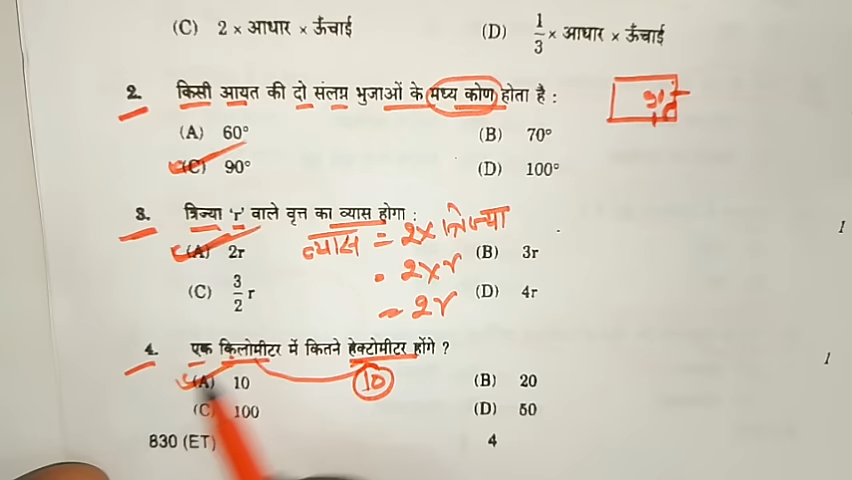 (C) 2 × आधार × ऊँचाई (D) 1/3 × आधार × ऊँचाई
2. किसी आयत की दो संलग्न भुजाओं के मध्य कोण होता है :
(A) 60° (B) 70°
(C) 90° (D) 100°
3. त्रिज्या 'r' वाले वृत्त का व्यास होगा :
व्यास = 2× त्रिज्या
(A) 2r (B) 3r
1
= 2×r
(C) 3/2 r (D) 4r
= 2r
4. एक किलोमीटर में कितने हेक्टोमीटर होंगे ?
1
(A) 10 (B) 20
10
(C) 100 (D) 50
830 (ET) 4